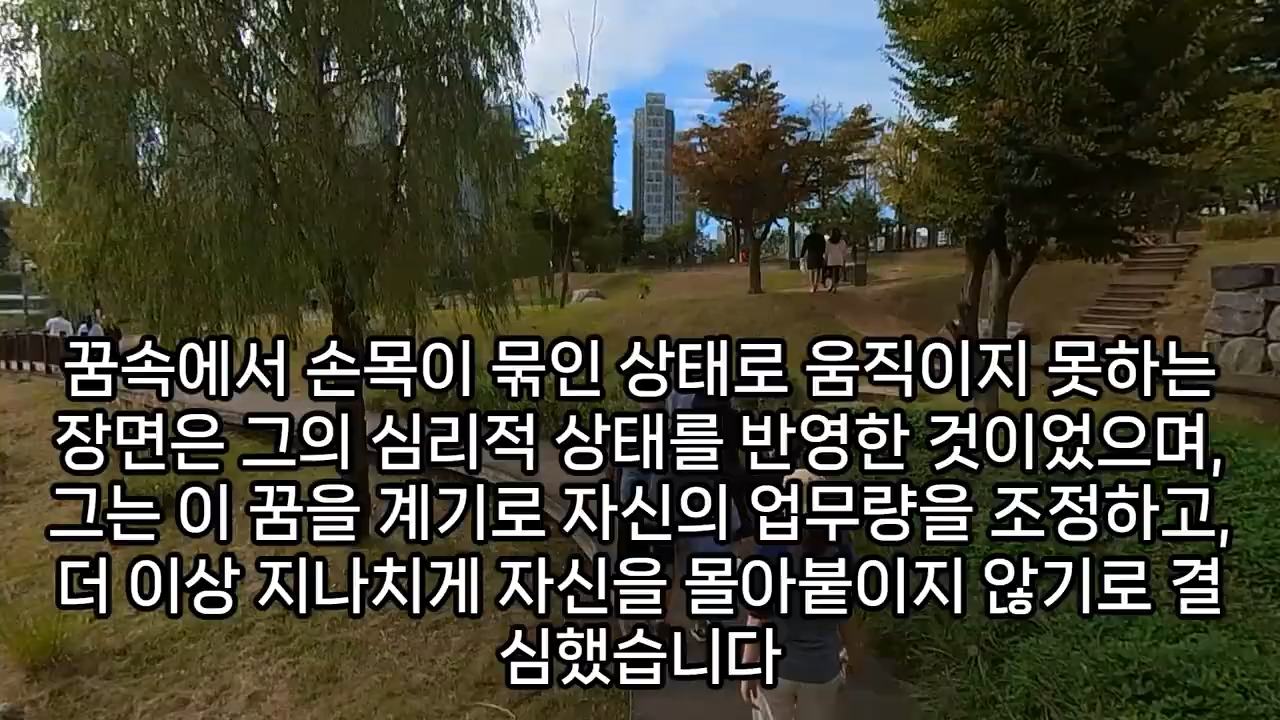 꿈속에서 손목이 묶인 상태로 움직이지 못하는
장면은 그의 심리적 상태를 반영한 것이었으며,
그는 이 꿈을 계기로 자신의 업무량을 조정하고,
더 이상 지나치게 자신을 몰아붙이지 않기로 결
심했습니다